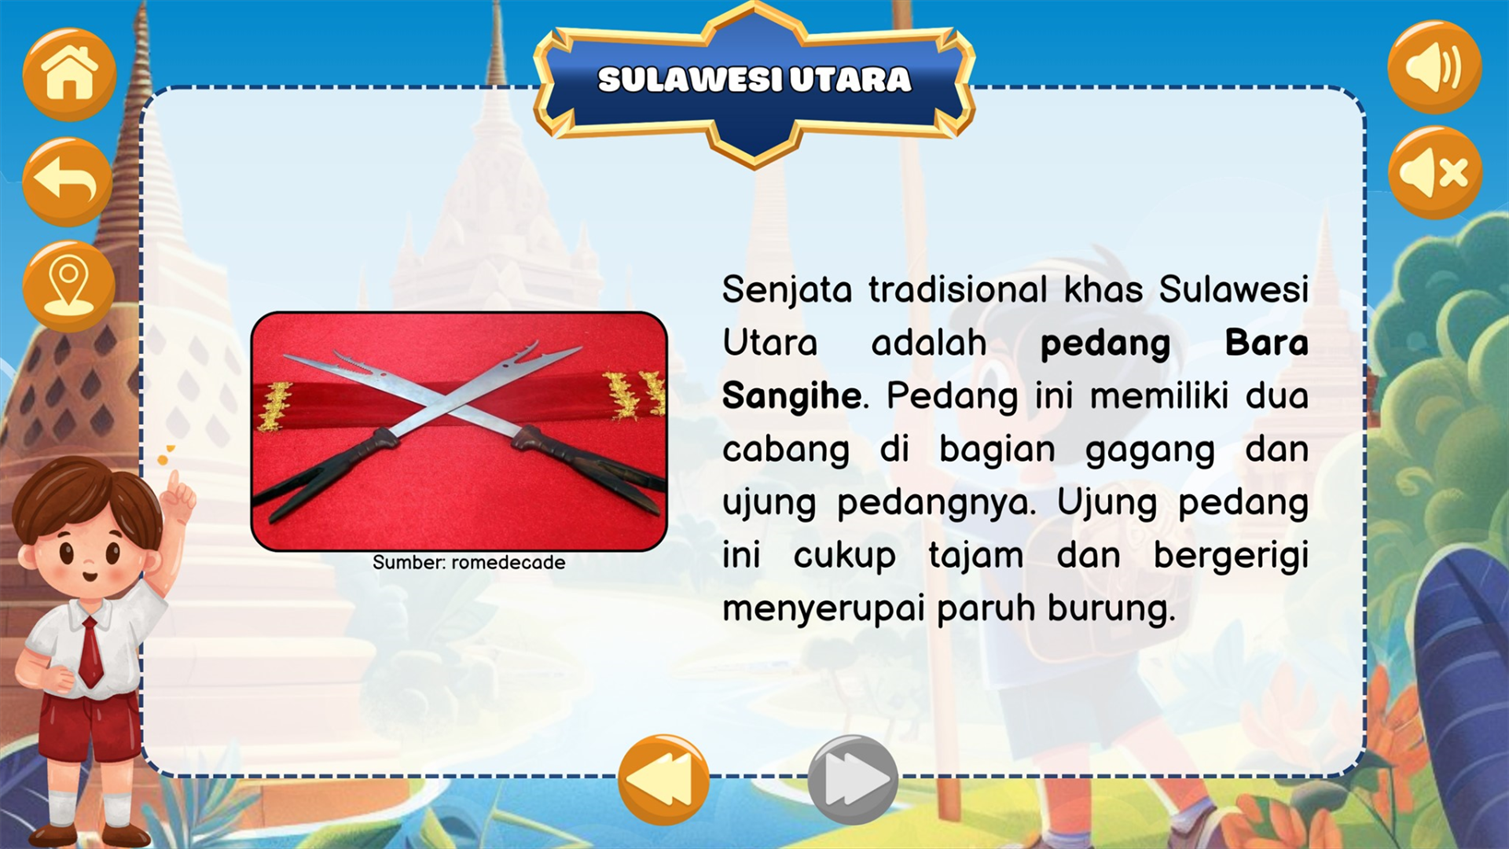 SULAWESI UTARA
Senjata tradisional khas Sulawesi
Utara adalah pedang Bara
Sangihe. Pedang ini memiliki dua
cabang di bagian gagang dan
ujung pedangnya. Ujung pedang
ini cukup tajam dan bergerigi
menyerupai paruh burung.
Sumber: romedecade